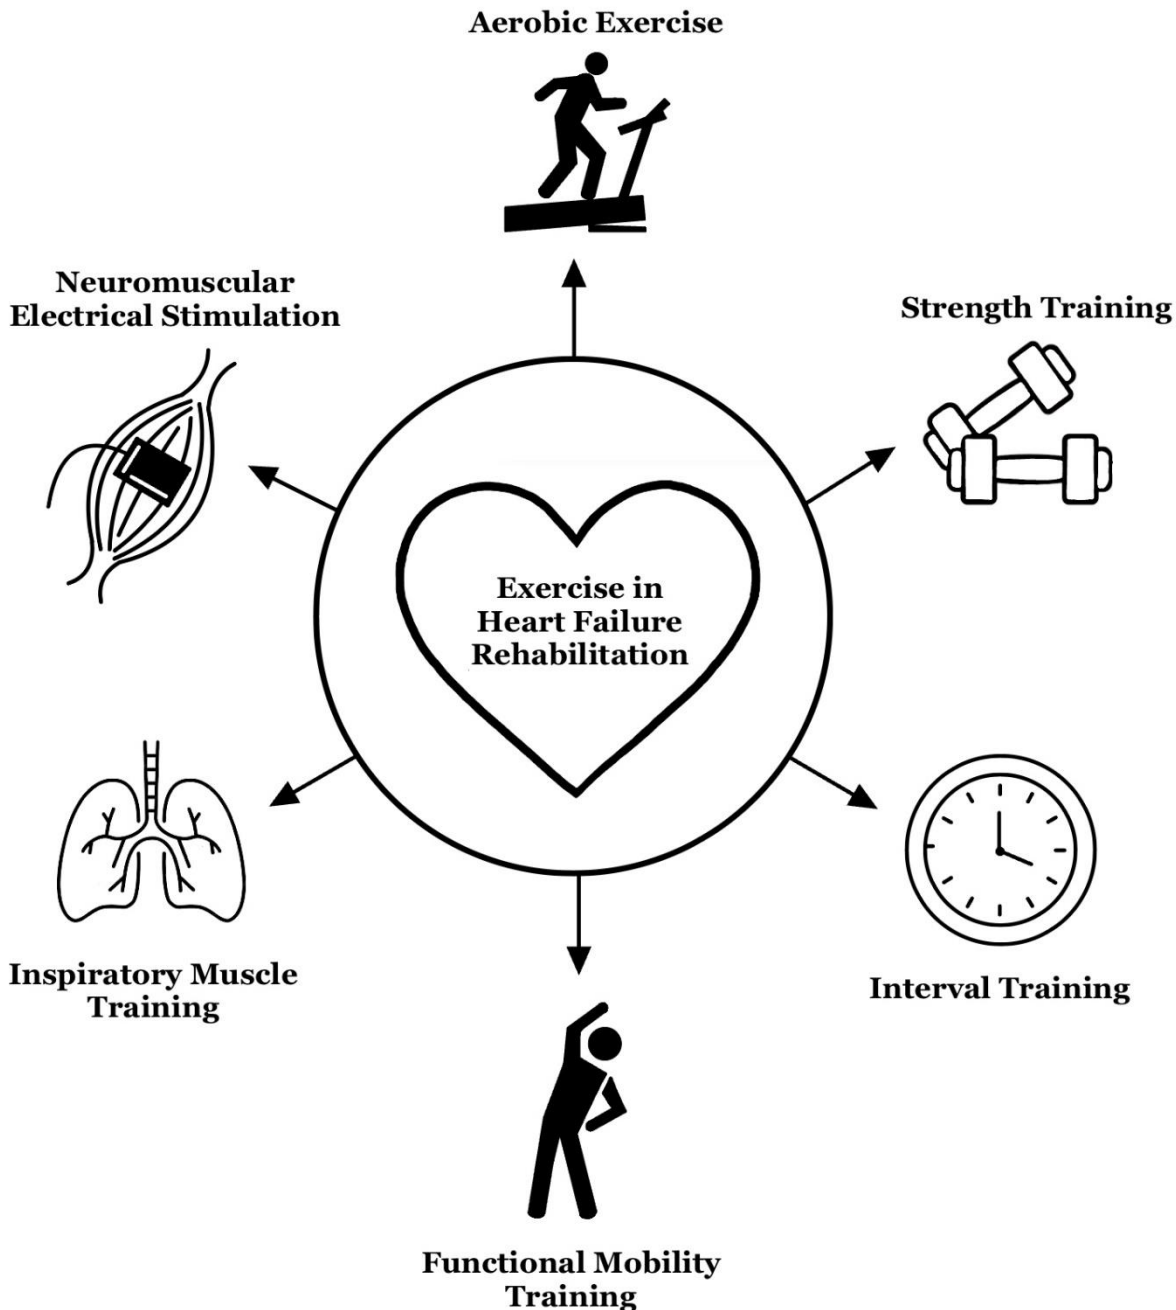 Aerobic Exercise
Neuromuscular
Electrical Stimulation
Strength Training
Exercise in
Heart Failure
Rehabilitation
Inspiratory Muscle
Training
Interval Training
Functional Mobility
Training